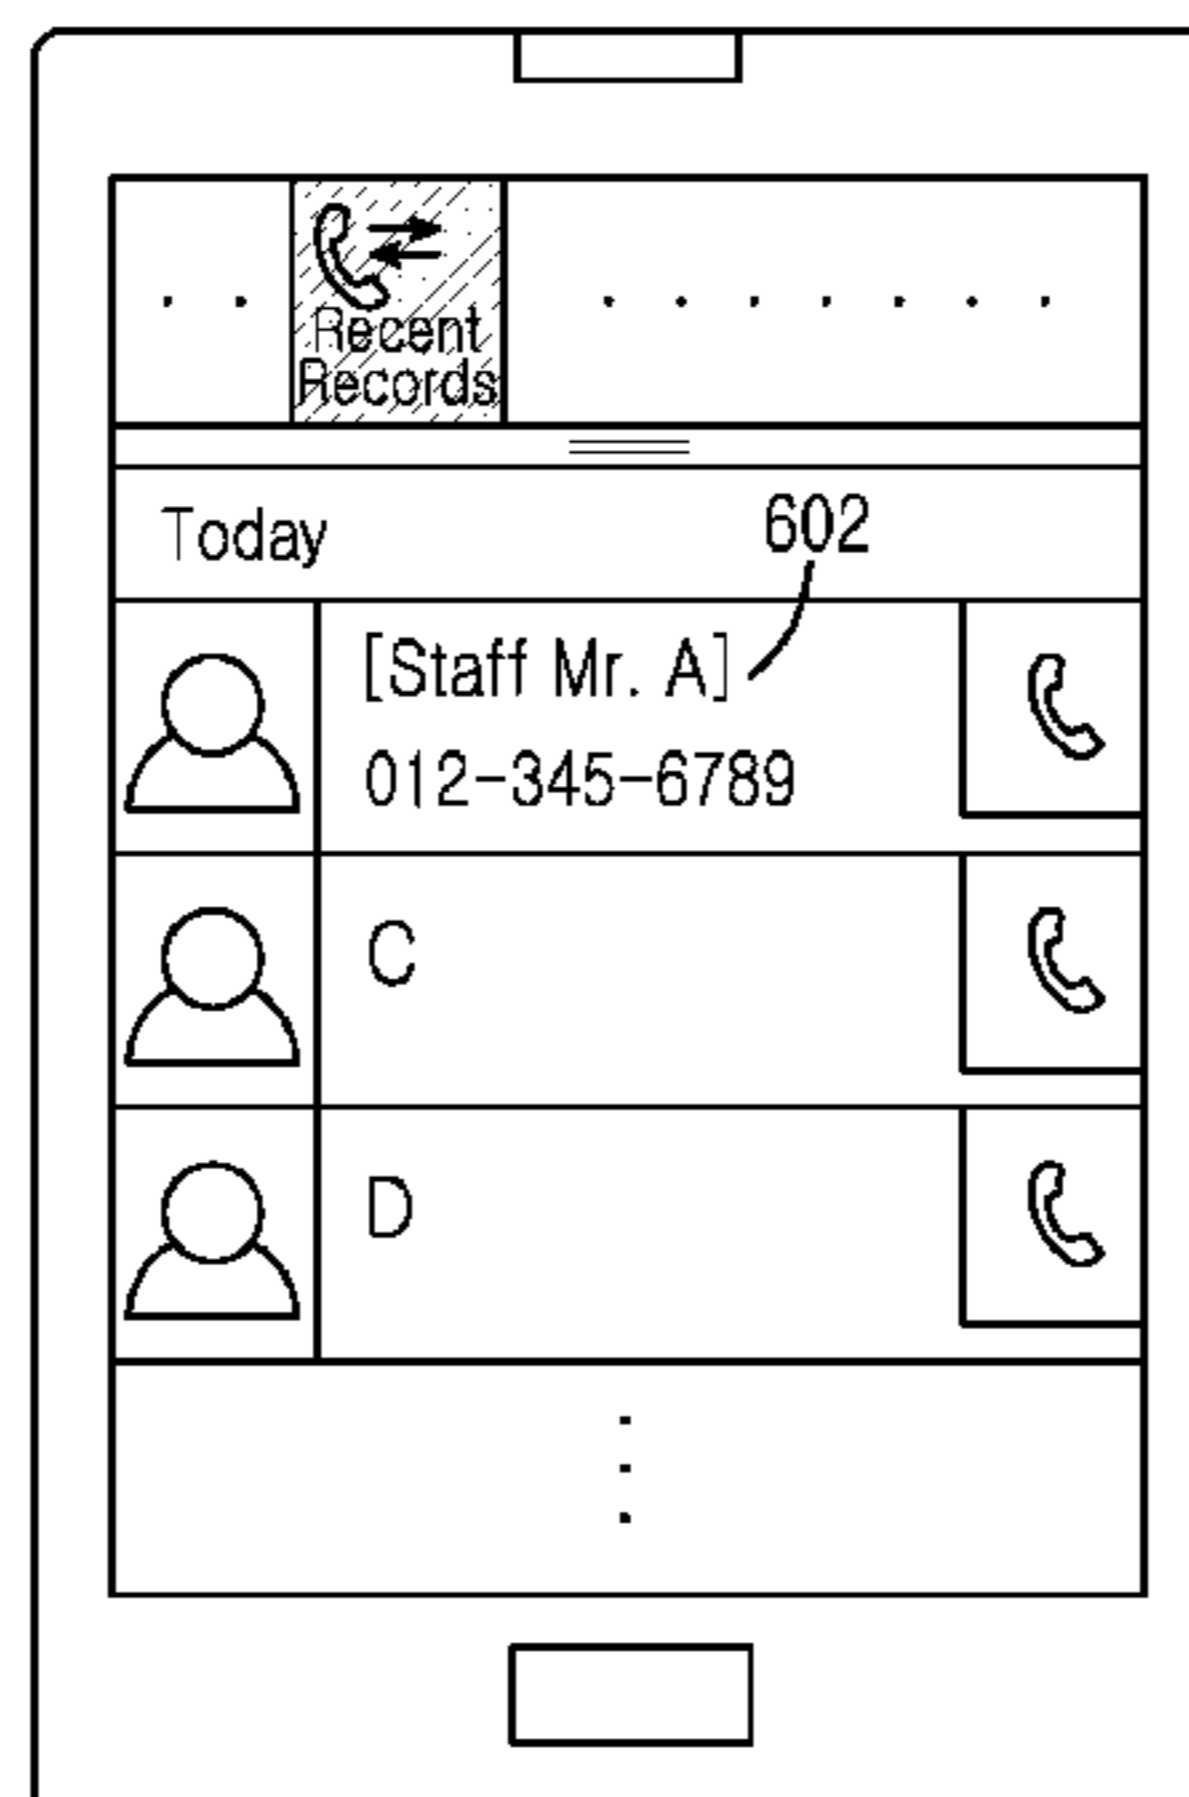 Recent
Records
Today
602
[Staff Mr. A]
012-345-6789
C
D